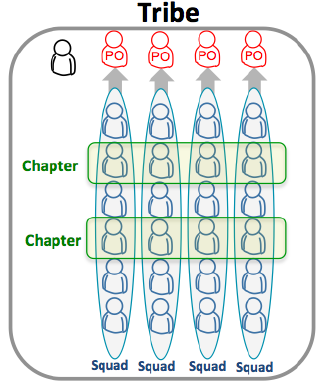 Tribe
PO PO PO PO
Chapter
Chapter
Squad Squad Squad Squad